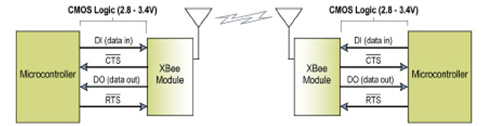 CMOS Logic (2.8 - 3.4V)
DI (data in)
CTS
DO (data out)
RTS
Microcontroller
XBee
Module
CMOS Logic (2.8 - 3.4V)
DI (data in)
CTS
DO (data out)
RTS
XBee
Module
Microcontroller